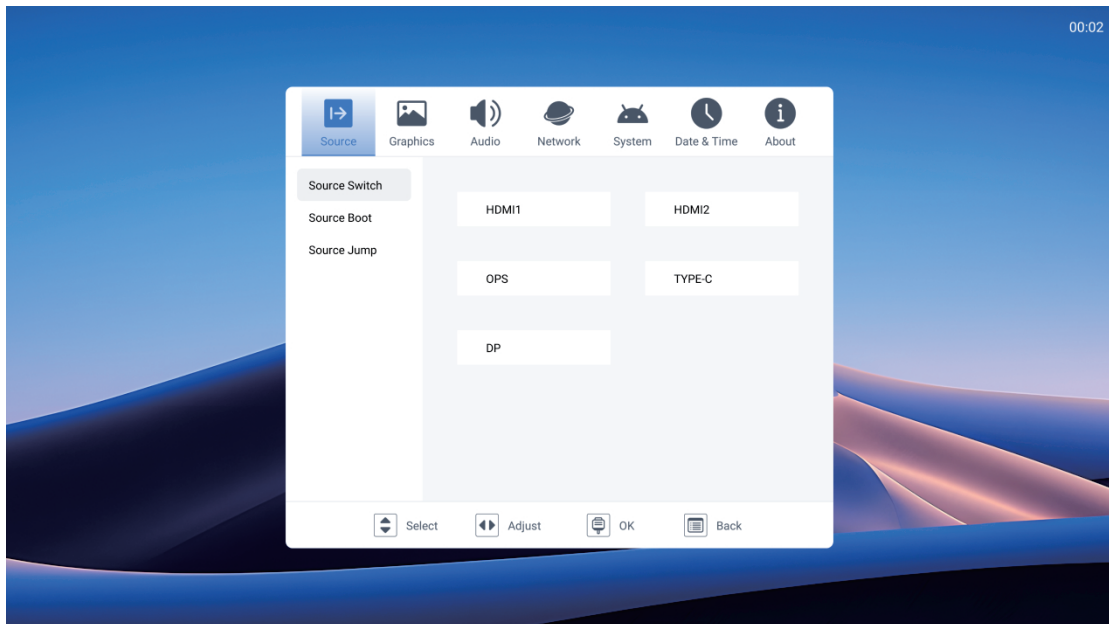 00:02
Source Graphics Audio Network System Date & Time About
Source Switch
Source Boot
Source Jump
HDMI1 HDMI2
OPS TYPE-C
DP
Select Adjust OK Back